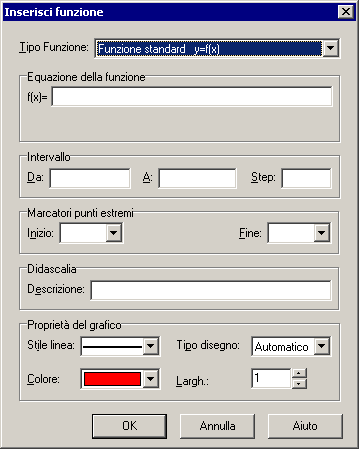 Inserisci funzione
Tipo Funzione: Funzione standard y=f(x)
Equazione della funzione
f(x)=
Intervallo
Da: A: Step:
Marcatori punti estremi
Inizio: Fine:
Didascalia
Descrizione:
Proprietà del grafico
Stile linea: Tipo disegno: Automatico
Colore: Largh.: 1
OK Annulla Aiuto